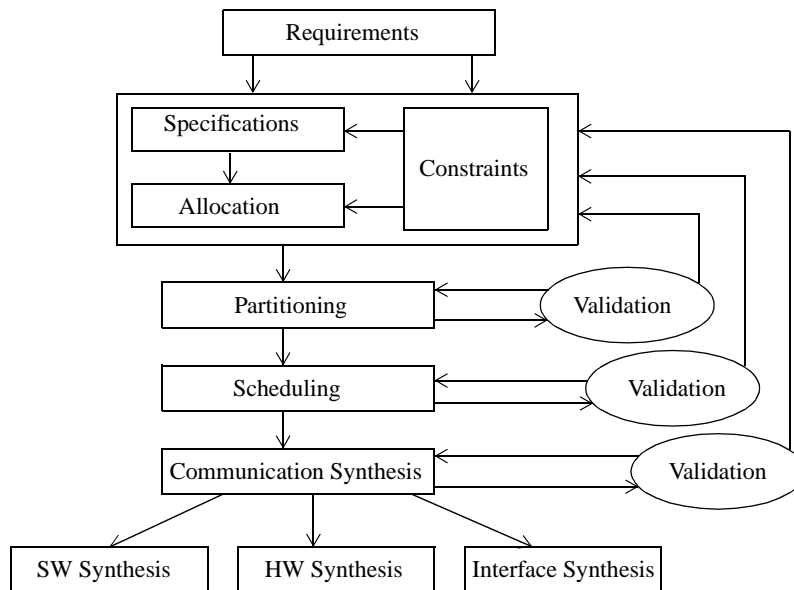 Requirements
Specifications
Constraints
Allocation
Partitioning
Validation
Scheduling
Validation
Communication Synthesis
Validation
SW Synthesis
HW Synthesis
Interface Synthesis